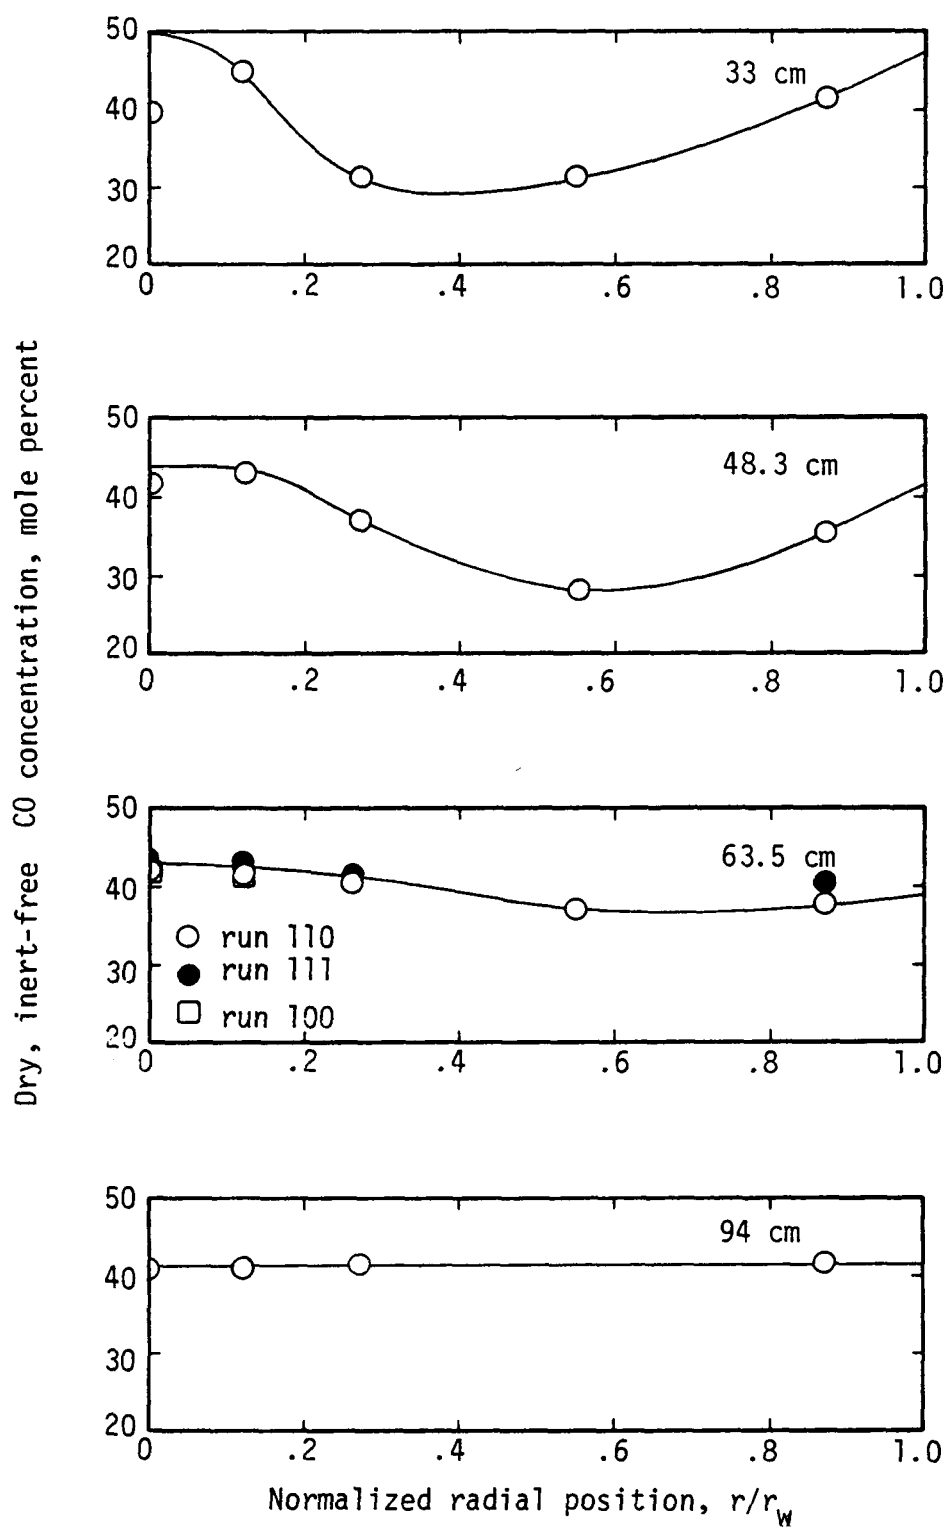 Dry, inert-free CO concentration, mole percent
50
40
30
20
33 cm
0 .2 .4 .6 .8 1.0
50
40
30
20
48.3 cm
0 .2 .4 .6 .8 1.0
50
40
30
20
63.5 cm
run 110
run 111
run 100
0 .2 .4 .6 .8 1.0
50
40
30
20
94 cm
0 .2 .4 .6 .8 1.0
Normalized radial position, r/r_w